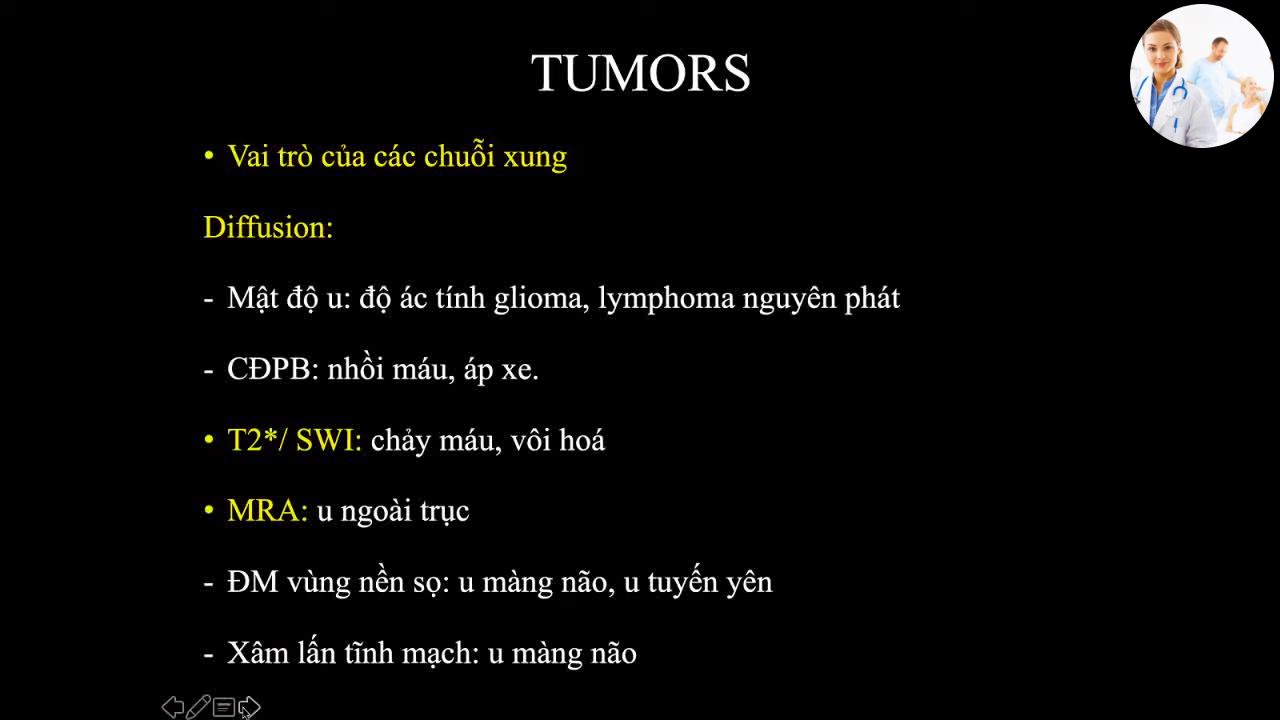 TUMORS
• Vai trò của các chuỗi xung
Diffusion:
- Mật độ u: độ ác tính glioma, lymphoma nguyên phát
- CĐPB: nhồi máu, áp xe.
• T2*/ SWI: chảy máu, vôi hoá
• MRA: u ngoài trục
- ĐM vùng nền sọ: u màng não, u tuyến yên
- Xâm lấn tĩnh mạch: u màng não